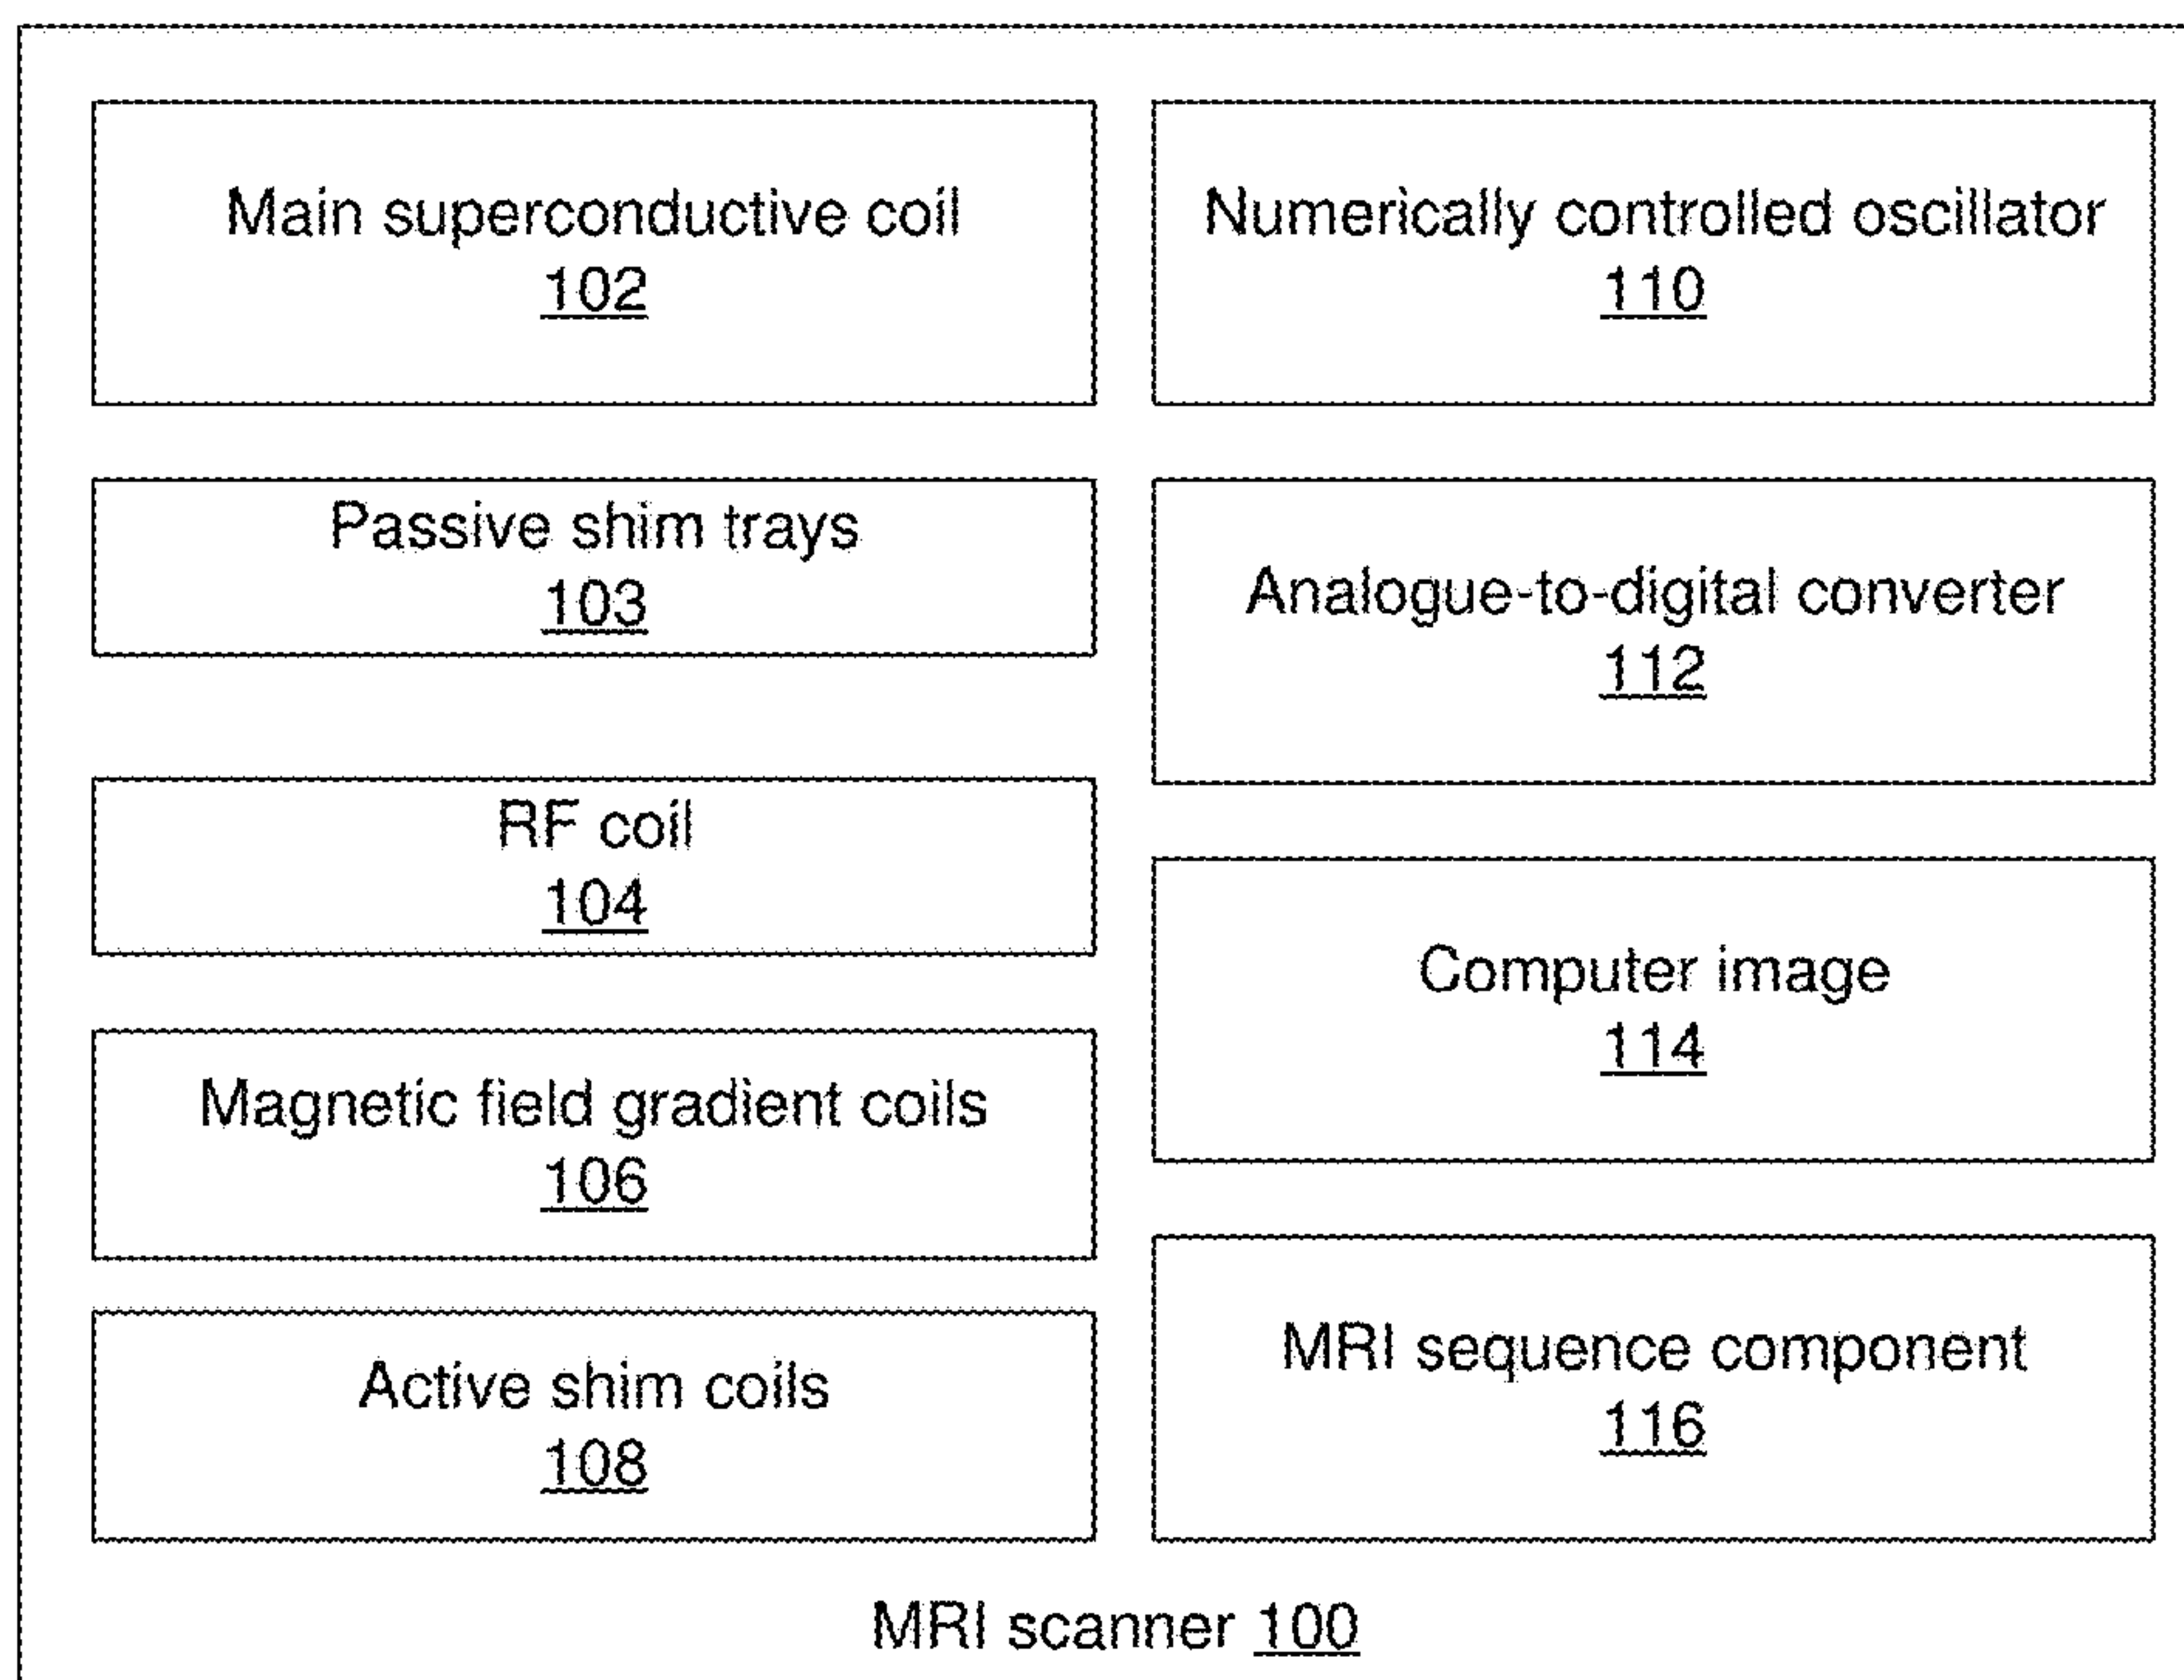 Main superconductive coil
102
Passive shim trays
103
RF coil
104
Magnetic field gradient coils
106
Active shim coils
108
Numerically controlled oscillator
110
Analogue-to-digital converter
112
Computer image
114
MRI sequence component
116
MRI scanner 100